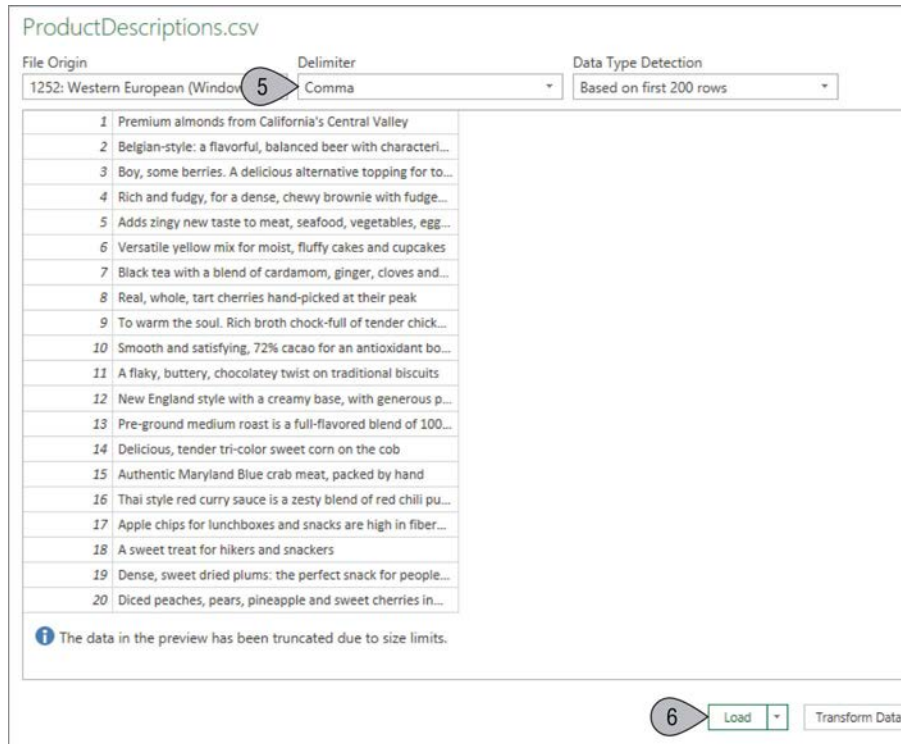 ProductDescriptions.csv
File Origin Delimiter Data Type Detection
1252: Western European (Window 5 Comma Based on first 200 rows
1 Premium almonds from California's Central Valley
2 Belgian-style: a flavorful, balanced beer with characteri...
3 Boy, some berries. A delicious alternative topping for to...
4 Rich and fudgy, for a dense, chewy brownie with fudge...
5 Adds zingy new taste to meat, seafood, vegetables, egg...
6 Versatile yellow mix for moist, fluffy cakes and cupcakes
7 Black tea with a blend of cardamom, ginger, cloves and...
8 Real, whole, tart cherries hand-picked at their peak
9 To warm the soul. Rich broth chock-full of tender chick...
10 Smooth and satisfying, 72% cacao for an antioxidant bo...
11 A flaky, buttery, chocolatey twist on traditional biscuits
12 New England style with a creamy base, with generous p...
13 Pre-ground medium roast is a full-flavored blend of 100...
14 Delicious, tender tri-color sweet corn on the cob
15 Authentic Maryland Blue crab meat, packed by hand
16 Thai style red curry sauce is a zesty blend of red chili pu...
17 Apple chips for lunchboxes and snacks are high in fiber...
18 A sweet treat for hikers and snackers
19 Dense, sweet dried plums: the perfect snack for people...
20 Diced peaches, pears, pineapple and sweet cherries in...
The data in the preview has been truncated due to size limits.
6 Load Transform Data